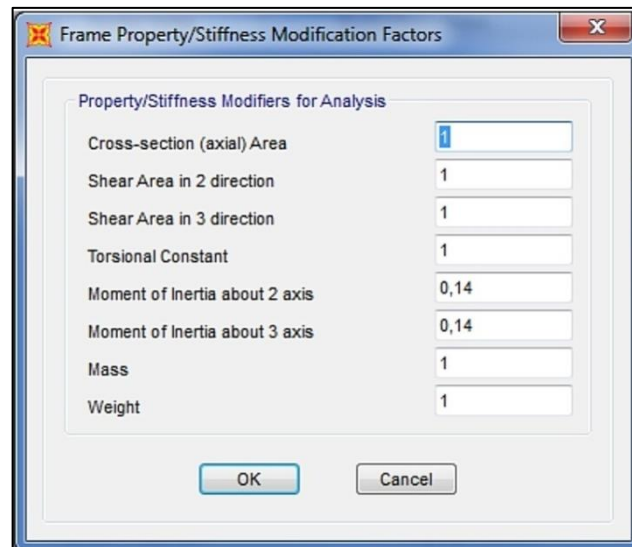 Frame Property/Stiffness Modification Factors
Property/Stiffness Modifiers for Analysis
Cross-section (axial) Area 1
Shear Area in 2 direction 1
Shear Area in 3 direction 1
Torsional Constant 1
Moment of Inertia about 2 axis 0,14
Moment of Inertia about 3 axis 0,14
Mass 1
Weight 1
OK Cancel